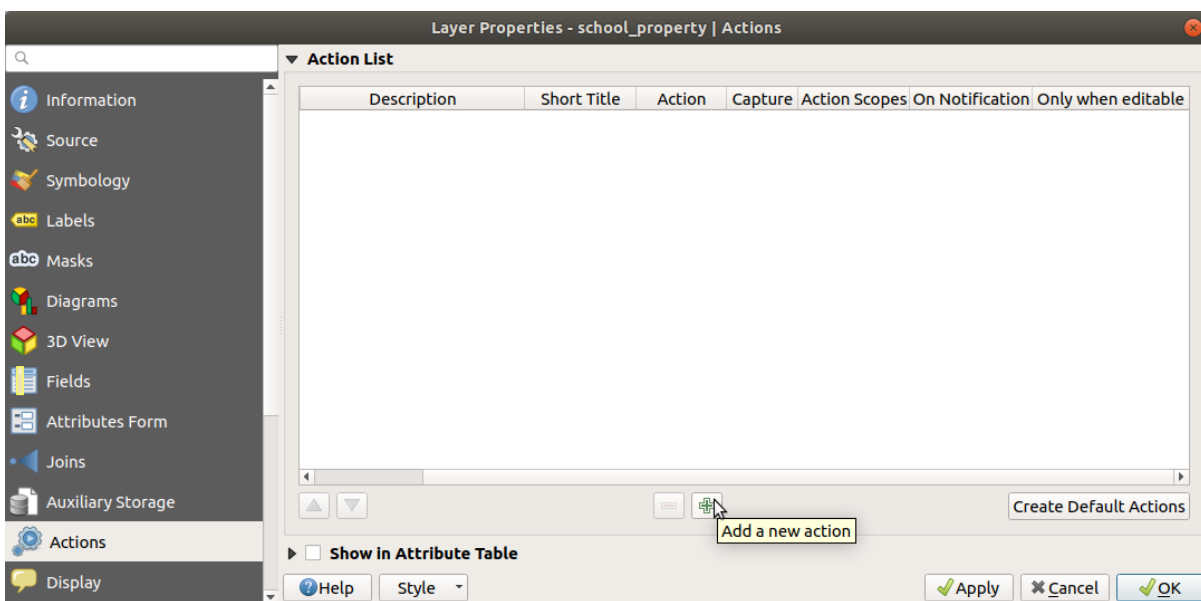 Layer Properties - school_property | Actions
Information
Source
Symbology
abc Labels
abc Masks
Diagrams
3D View
Fields
Attributes Form
Joins
Auxiliary Storage
Actions
Display
Action List
Description Short Title Action Capture Action Scopes On Notification Only when editable
Create Default Actions
Add a new action
Show in Attribute Table
Help Style Apply Cancel OK